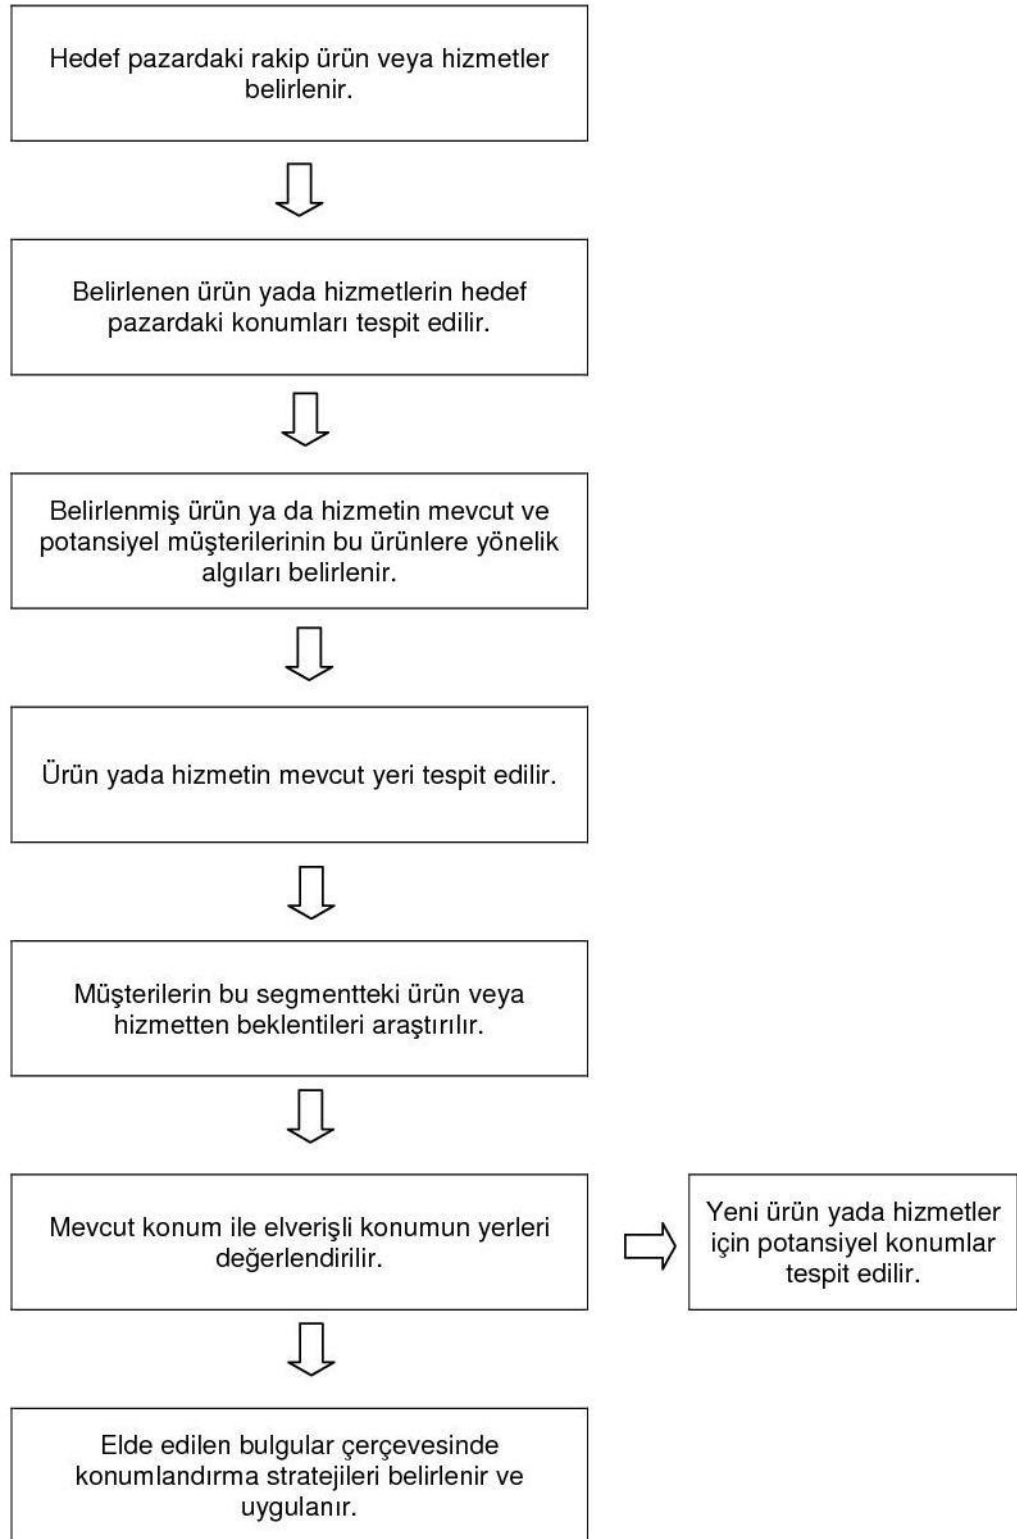 Hedef pazardaki rakip ürün veya hizmetler
belirlenir.
Belirlenen ürün yada hizmetlerin hedef
pazardaki konumları tespit edilir.
Belirlenmiş ürün ya da hizmetin mevcut ve
potansiyel müşterilerinin bu ürünlere yönelik
algıları belirlenir.
Ürün yada hizmetin mevcut yeri tespit edilir.
Müşterilerin bu segmentteki ürün veya
hizmetten beklentileri araştırılır.
Mevcut konum ile elverişli konumun yerleri
değerlendirilir.
Yeni ürün yada hizmetler
için potansiyel konumlar
tespit edilir.
Elde edilen bulgular çerçevesinde
konumlandırma stratejileri belirlenir ve
uygulanır.